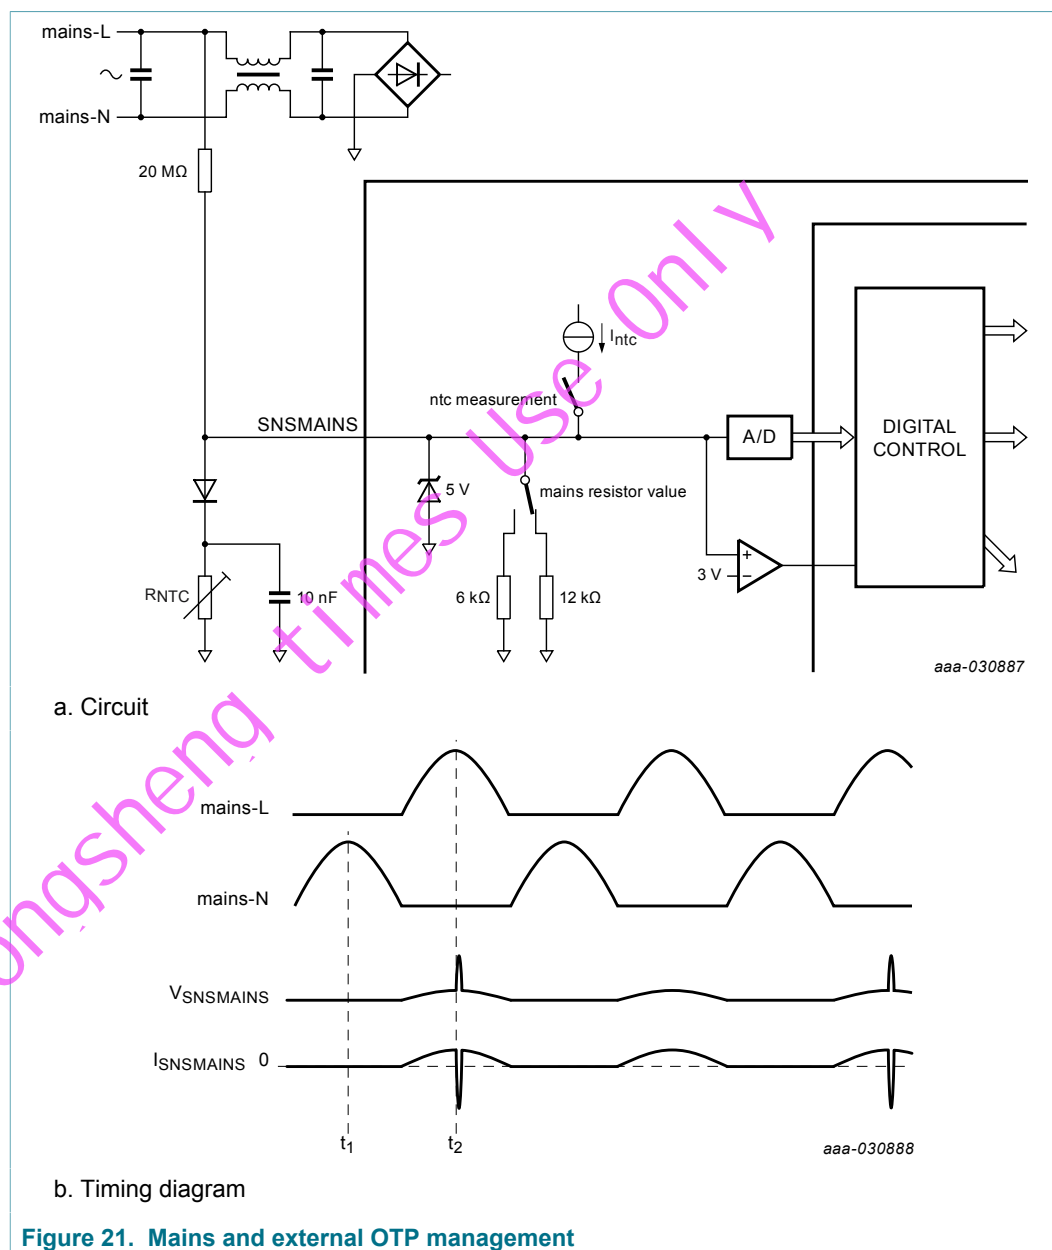 mains-L
mains-N
20 MΩ
Intc
ntc measurement
SNSMAINS
A/D
DIGITAL
CONTROL
5 V
mains resistor value
3 V
+
−
RNTC
10 nF
6 kΩ
12 kΩ
aaa-030887
a. Circuit
mains-L
mains-N
VSNSMAINS
ISNSMAINS 0
t1
t2
aaa-030888
b. Timing diagram
Figure 21. Mains and external OTP management
ongsheng times Use Only